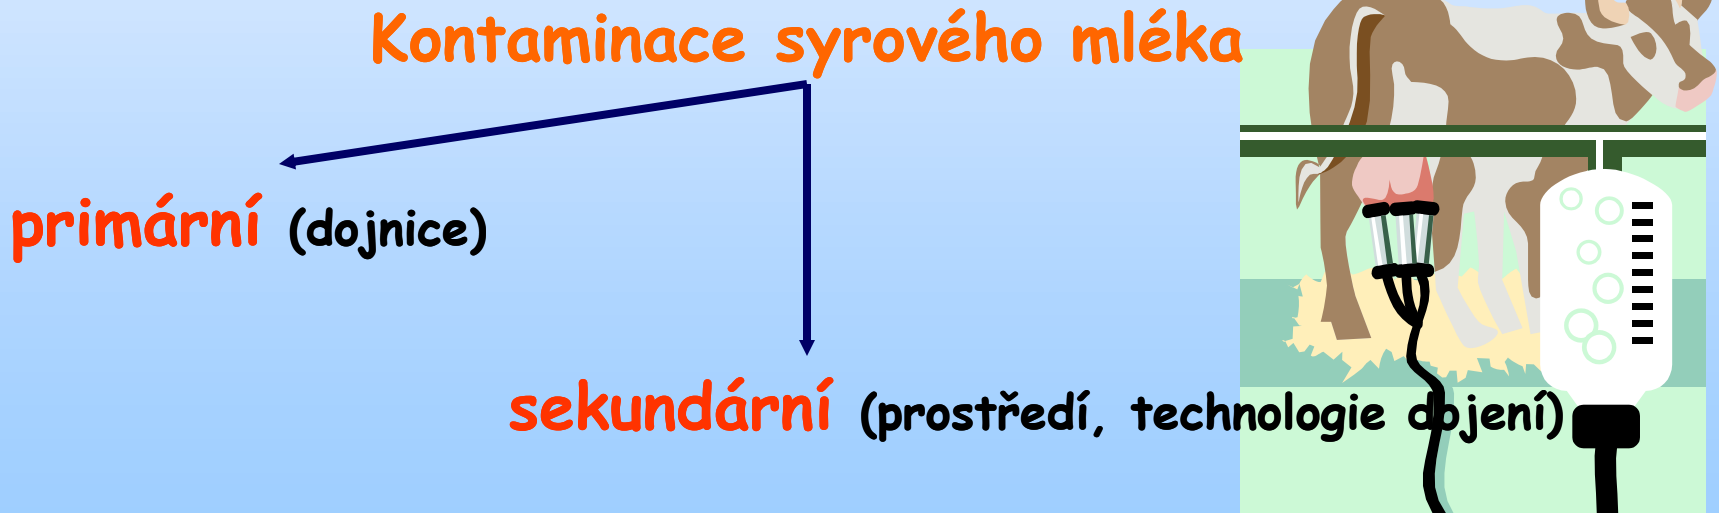 Kontaminace syrového mléka
primární (dojnice)
sekundární (prostředí, technologie dojení)